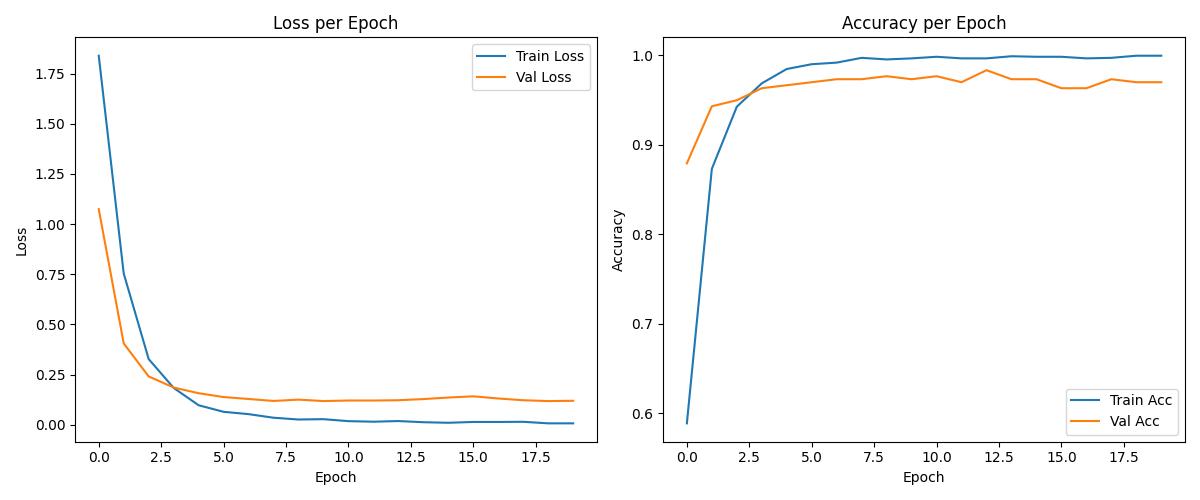 Loss per Epoch
Train Loss
Val Loss
1.75
1.50
1.25
1.00
0.75
0.50
0.25
0.00
Loss
0.0 2.5 5.0 7.5 10.0 12.5 15.0 17.5
Epoch
Accuracy per Epoch
1.0
0.9
0.8
0.7
0.6
Accuracy
Train Acc
Val Acc
0.0 2.5 5.0 7.5 10.0 12.5 15.0 17.5
Epoch